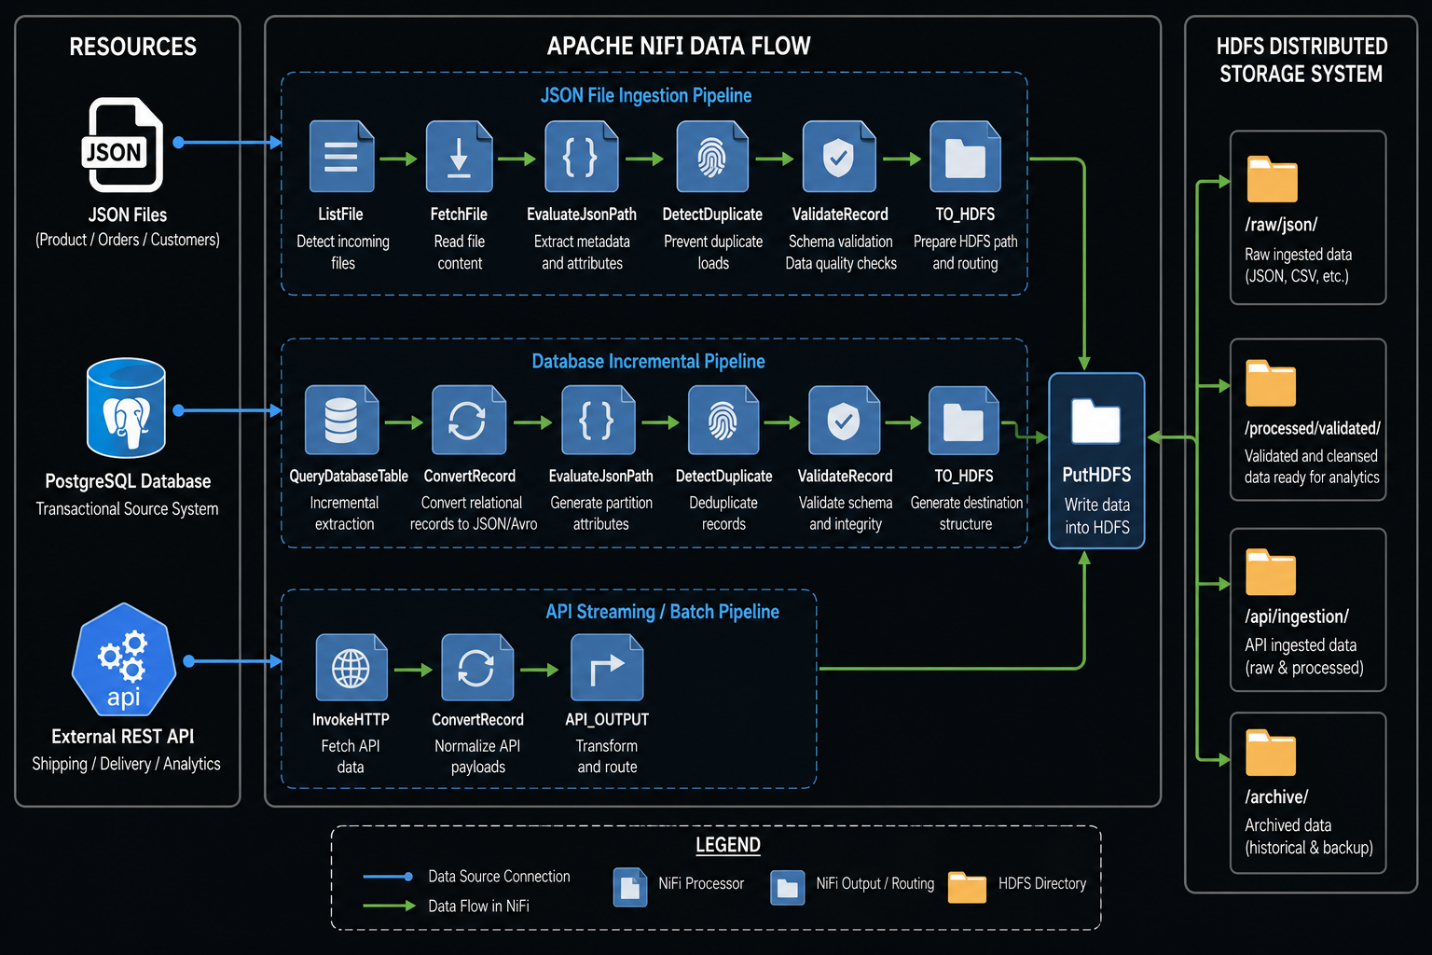 RESOURCES
JSON
JSON Files
(Product / Orders / Customers)
PostgreSQL Database
Transactional Source System
api
External REST API
Shipping / Delivery / Analytics
APACHE NIFI DATA FLOW
JSON File Ingestion Pipeline
ListFile
Detect incoming
files
FetchFile
Read file
content
{ }
EvaluateJsonPath
Extract metadata
and attributes
DetectDuplicate
Prevent duplicate
loads
ValidateRecord
Schema validation
Data quality checks
TO_HDFS
Prepare HDFS path
and routing
Database Incremental Pipeline
QueryDatabaseTable
Incremental
extraction
ConvertRecord
Convert relational
records to JSON/Avro
{ }
EvaluateJsonPath
Generate partition
attributes
DetectDuplicate
Deduplicate
records
ValidateRecord
Validate schema
and integrity
TO_HDFS
Generate destination
structure
API Streaming / Batch Pipeline
InvokeHTTP
Fetch API
data
ConvertRecord
Normalize API
payloads
API_OUTPUT
Transform
and route
PutHDFS
Write data
into HDFS
HDFS DISTRIBUTED
STORAGE SYSTEM
/raw/json/
Raw ingested data
(JSON, CSV, etc.)
/processed/validated/
Validated and cleansed
data ready for analytics
/api/ingestion/
API ingested data
(raw & processed)
/archive/
Archived data
(historical & backup)
LEGEND
Data Source Connection
Data Flow in NiFi
NiFi Processor
NiFi Output / Routing
HDFS Directory